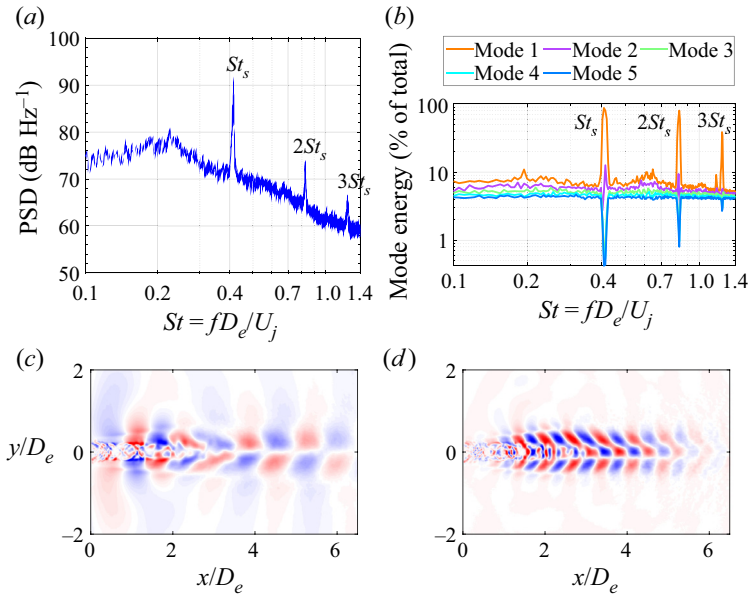 (a)
100
90
80
70
60
50
PSD (dB Hz⁻¹)
St_s
2St_s
3St_s
0.1 0.2 0.4 0.7 1.0 1.4
St = fD_e/U_j
(b)
Mode 1 Mode 2 Mode 3
Mode 4 Mode 5
100
10
1
Mode energy (% of total)
St_s 2St_s 3St_s
0.1 0.2 0.4 0.7 1.0 1.4
St = fD_e/U_j
(c)
2
0
–2
y/D_e
0 2 4 6
x/D_e
(d)
2
0
–2
0 2 4 6
x/D_e